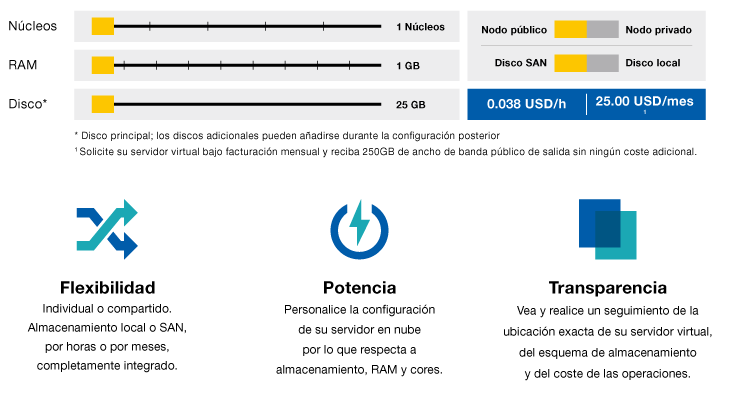 Núcleos
1 Núcleos
RAM
1 GB
Disco*
25 GB
Nodo público Nodo privado
Disco SAN Disco local
0.038 USD/h 25.00 USD/mes
1
* Disco principal; los discos adicionales pueden añadirse durante la configuración posterior
1 Solicite su servidor virtual bajo facturación mensual y reciba 250GB de ancho de banda público de salida sin ningún coste adicional.
Flexibilidad
Individual o compartido.
Almacenamiento local o SAN,
por horas o por meses,
completamente integrado.
Potencia
Personalice la configuración
de su servidor en nube
por lo que respecta a
almacenamiento, RAM y cores.
Transparencia
Vea y realice un seguimiento de la
ubicación exacta de su servidor virtual,
del esquema de almacenamiento
y del coste de las operaciones.